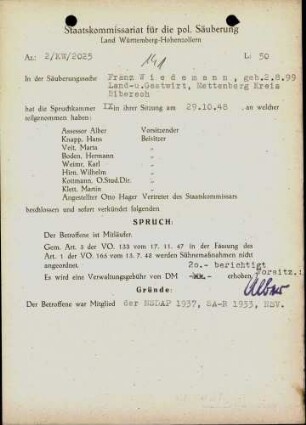 Staatskommissariat für die pol. Säuberung
Land Württemberg-Hohenzollern
Az: 2/KW/2025
L: 50
In der Säuberungssache Franz Wiedemann, geb.2.8.99
Land-u.Gastwirt, Mettenberg Kreis
Biberach
hat die Spruchkammer IX in ihrer Sitzung am 29.10.48 an welcher
teilgenommen haben:
Assessor Alber Vorsitzender
Knapp, Hans Beisitzer
Veit, Maria "
Boden, Hermann "
Weimr, Karl "
Hirn, Wilhelm "
Kottmann, O.Stud.Dir. "
Klett, Martin "
Angestellter Otto Hager Vertreter des Staatskommissars
beschlossen und sofort verkündet folgenden
SPRUCH:
Der Betroffene ist Mitläufer.
Gem. Art. 3 der VO. 133 vom 17. 11. 47 in der Fassung des
Art. 1 der VO. 165 vom 13. 7. 48 werden Sühnemaßnahmen nicht
angeordnet.
20.- berichtigt
Es wird eine Verwaltungsgebühr von DM erhoben.
Vorsitz.:
Alber
Gründe:
Der Betroffene war Mitglied der NSDAP 1937, SA-R 1933, NSV.